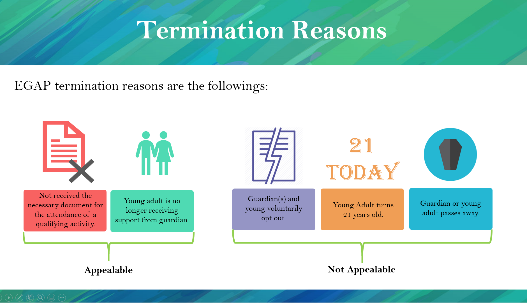 Termination Reasons
EGAP termination reasons are the followings:
21
TODAY
Not received the
necessary document for
the attendance of a
qualifying activity
Young adult is no
longer receiving
support from guardian
Guardian(s) and
young voluntarily
opt out
Young Adult turns
21 years old.
Guardian or young
adult passes away
Appealable
Not Appealable